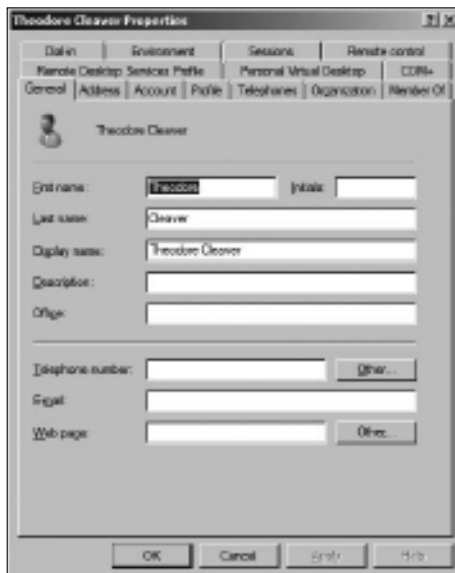 Theodore Cleaver Properties ? X
Dial-in Environment Sessions Remote control
Remote Desktop Services Profile Personal Virtual Desktop COM+
General Address Account Profile Telephones Organization Member Of
Theodore Cleaver
First name: Theodore Initials:
Last name: Cleaver
Display name: Theodore Cleaver
Description:
Office:
Telephone number: Other...
E-mail:
Web page: Other...
OK Cancel Apply Help